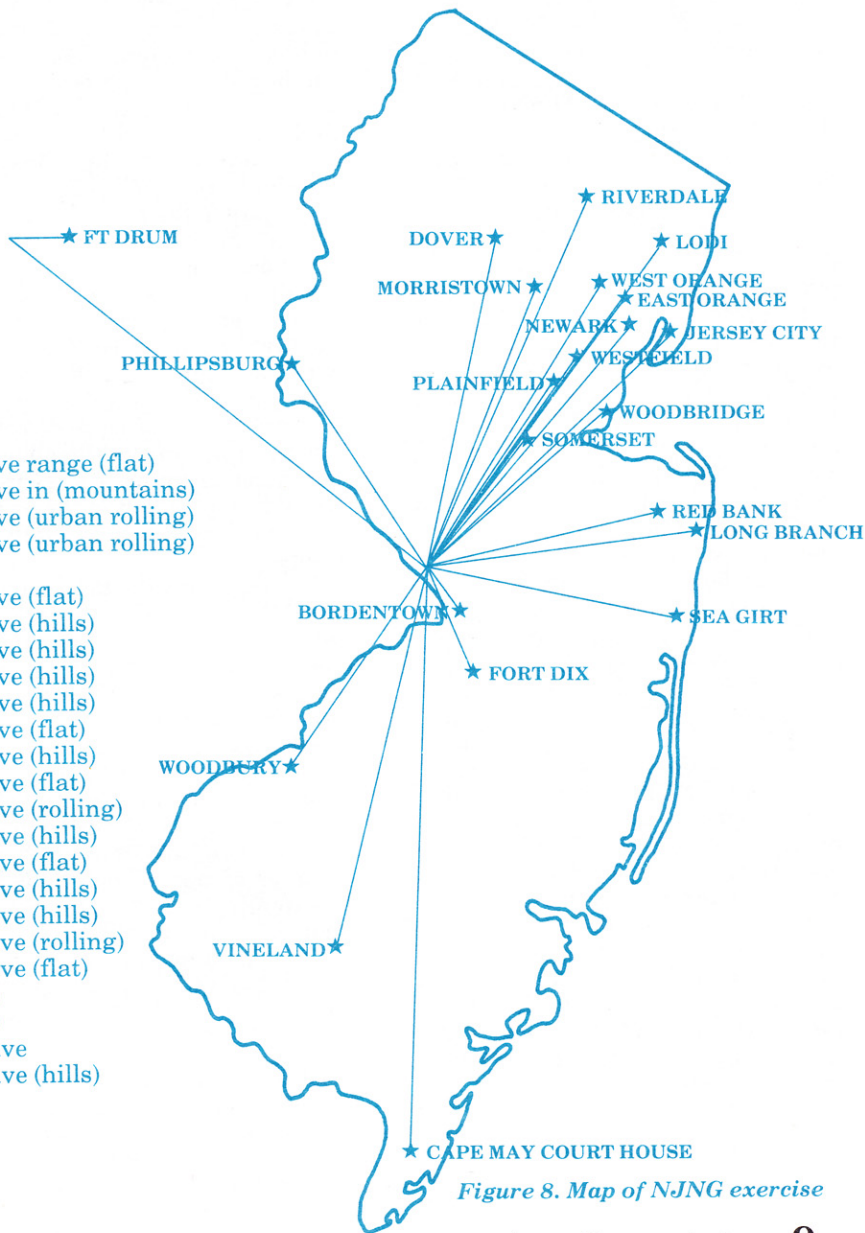 RIVERDALE
FT DRUM
DOVER
LODI
MORRISTOWN
WEST ORANGE
EAST ORANGE
NEWARK
JERSEY CITY
PHILLIPSBURG
WESTFIELD
PLAINFIELD
WOODBRIDGE
SOMERSET
ve range (flat)
ve in (mountains)
ve (urban rolling)
ve (urban rolling)
RED BANK
LONG BRANCH
ve (flat)
ve (hills)
ve (hills)
ve (hills)
ve (hills)
ve (flat)
ve (hills)
ve (flat)
ve (rolling)
ve (hills)
ve (flat)
ve (hills)
ve (hills)
ve (rolling)
ve (flat)
ve
ve (hills)
BORDENTOWN
SEA GIRT
FORT DIX
WOODBURY
VINELAND
CAPE MAY COURT HOUSE
Figure 8. Map of NJNG exercise